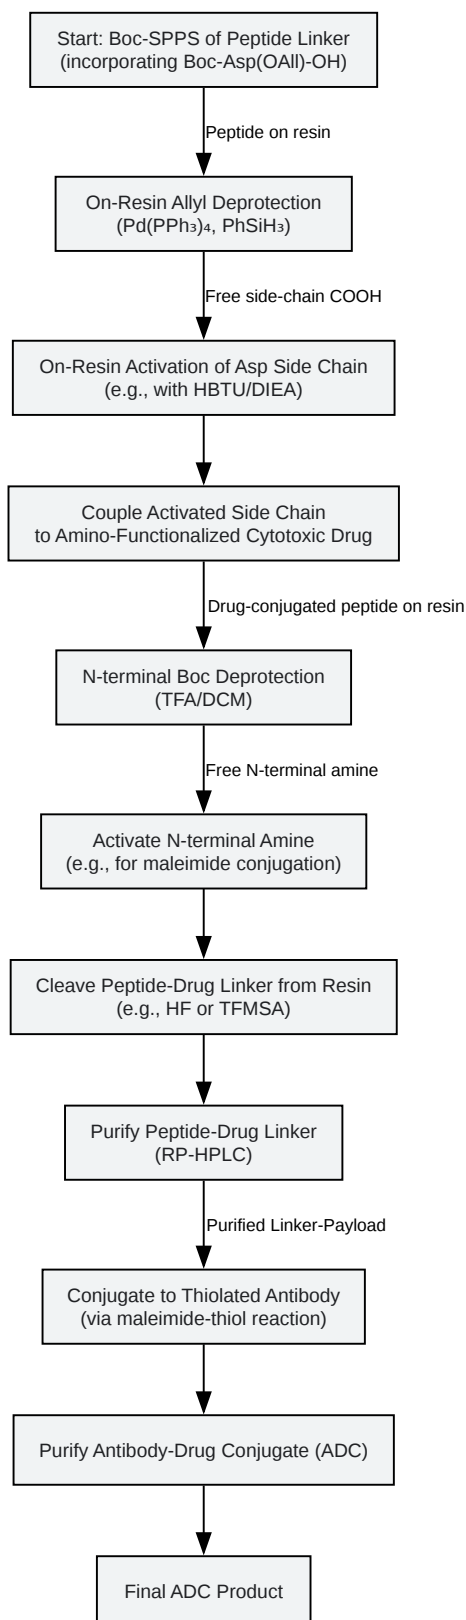 Start: Boc-SPPS of Peptide Linker
(incorporating Boc-Asp(OAll)-OH)
Peptide on resin
On-Resin Allyl Deprotection
(Pd(PPh₃)₄, PhSiH₃)
Free side-chain COOH
On-Resin Activation of Asp Side Chain
(e.g., with HBTU/DIEA)
Couple Activated Side Chain
to Amino-Functionalized Cytotoxic Drug
Drug-conjugated peptide on resin
N-terminal Boc Deprotection
(TFA/DCM)
Free N-terminal amine
Activate N-terminal Amine
(e.g., for maleimide conjugation)
Cleave Peptide-Drug Linker from Resin
(e.g., HF or TFMSA)
Purify Peptide-Drug Linker
(RP-HPLC)
Purified Linker-Payload
Conjugate to Thiolated Antibody
(via maleimide-thiol reaction)
Purify Antibody-Drug Conjugate (ADC)
Final ADC Product